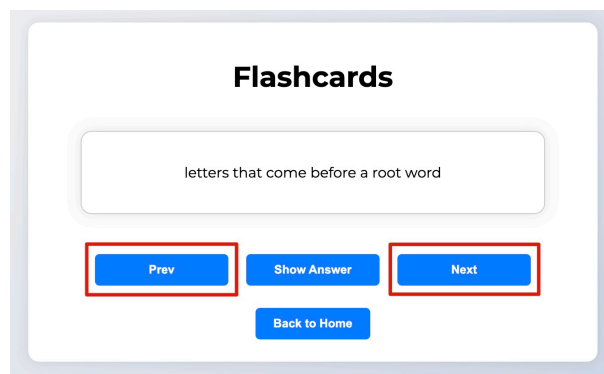 Flashcards
letters that come before a root word
Prev Show Answer Next
Back to Home